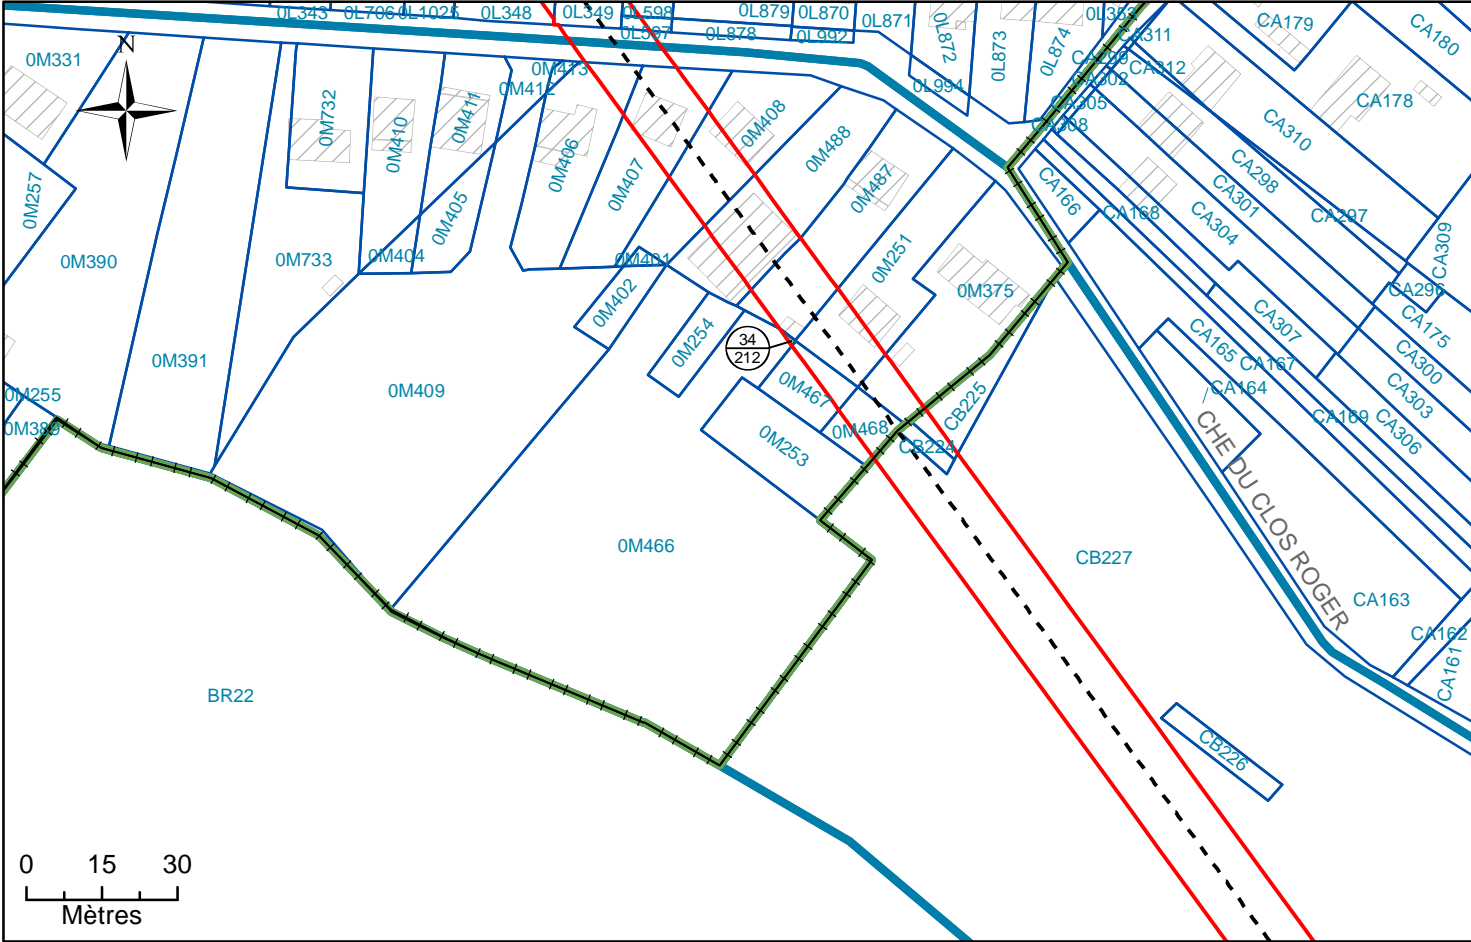 0L343 0L706 0L1025 0L348 0L349 0L598 0L879 0L870 0L871 0L353 CA179 CA180
0L597 0L878 0L992 0L872 0L873 0L874 CA311
N
0M331 0M413 0M412 0L994 CA299 CA312 CA302 CA178
CA305 CA308 CA310
0M732 0M410 0M411 0M406 0M407 0M408 0M488 0M487
0M257 0M405 CA166 CA168 CA298 CA301 CA304 CA297 CA309
0M390 0M733 0M404 0M401 0M402 0M251 0M375 CA296
0M391 0M254 CA307 CA165 CA167 CA175 CA300
34
212
0M255 0M409 0M467 CB225 CA164 CA303
0M389 0M253 0M468 CB224 CA169 CA306
CHE DU CLOS ROGER
0M466 CB227
CA163
CA162
CA161
BR22
CB226
0 15 30
Mètres